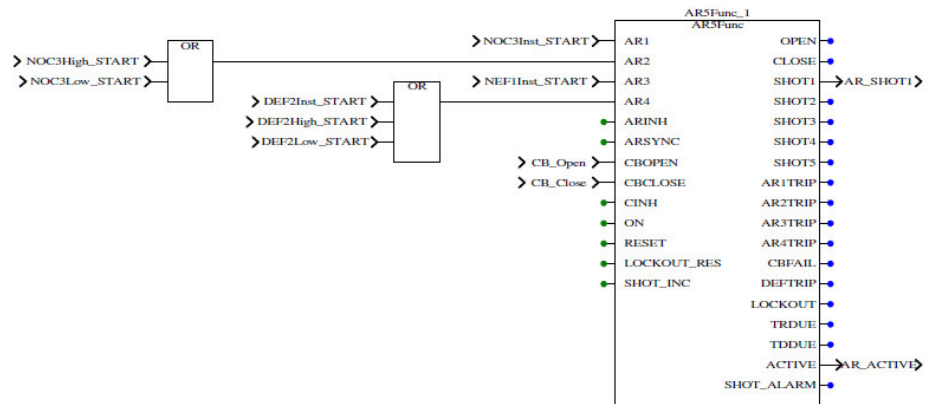 AR5Func_1
AR5Func
OR
NOC3High_START
NOC3Low_START
OR
DEF2Inst_START
DEF2High_START
DEF2Low_START
NOC3Inst_START
NEF1Inst_START
CB_Open
CB_Close
AR1
AR2
AR3
AR4
ARINH
ARSYNC
CBOPEN
CBCLOSE
CINH
ON
RESET
LOCKOUT_RES
SHOT_INC
OPEN
CLOSE
SHOT1
SHOT2
SHOT3
SHOT4
SHOT5
AR1TRIP
AR2TRIP
AR3TRIP
AR4TRIP
CBFAIL
DEFTRIP
LOCKOUT
TRDUE
TDDUE
ACTIVE
SHOT_ALARM
AR_SHOT1
AR_ACTIVE